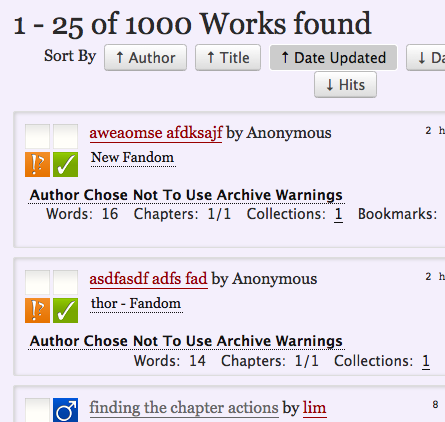 1 - 25 of 1000 Works found
Sort By ↑ Author ↑ Title ↑ Date Updated ↓ Da
↓ Hits
aweaomse afdksajf by Anonymous 2 h
New Fandom
Author Chose Not To Use Archive Warnings
Words: 16 Chapters: 1/1 Collections: 1 Bookmarks:
asdfasdf adfs fad by Anonymous 2 h
thor - Fandom
Author Chose Not To Use Archive Warnings
Words: 14 Chapters: 1/1 Collections: 1
finding the chapter actions by lim 8